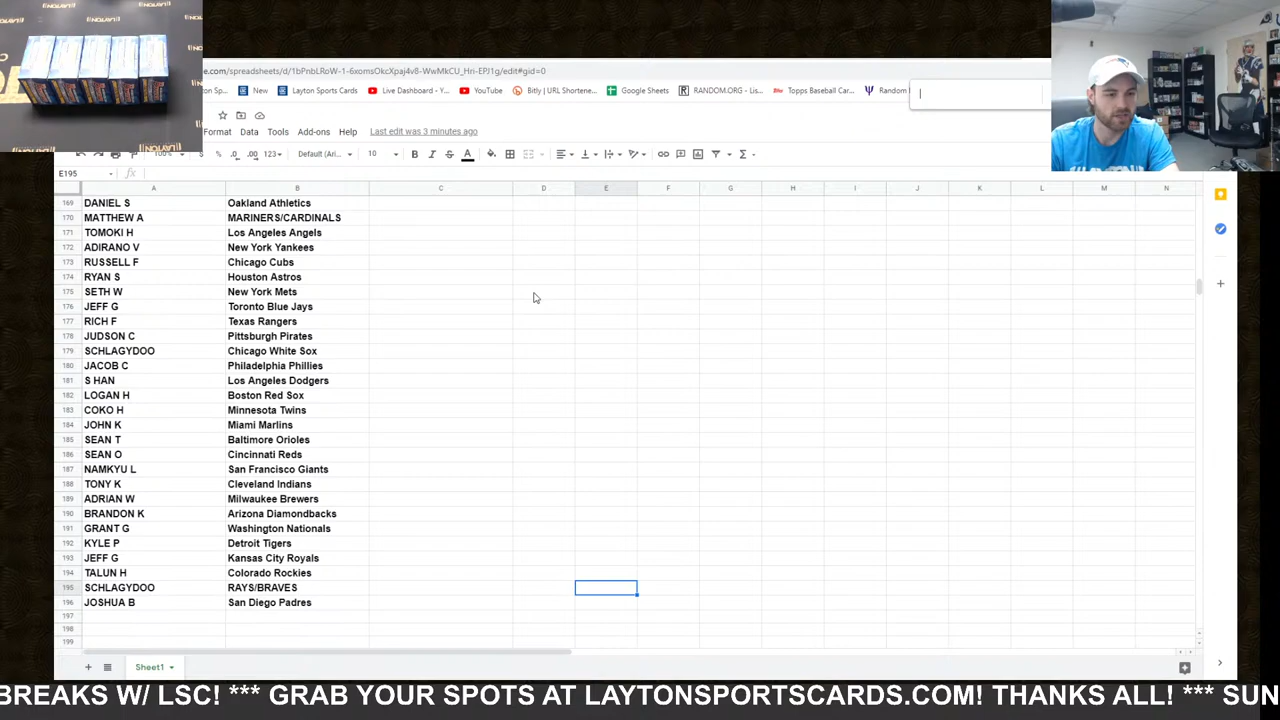 LAYTON
e.com/spreadsheets/d/1bPnbLRoW-1-6xomsOkcXpaj4v8-WwMkCU_Hri-EPJ1g/edit#gid=0
on Sp... New Layton Sports Cards Live Dashboard - Y... YouTube Bitly | URL Shortene... Google Sheets RANDOM.ORG - Lis... Topps Baseball Car... Random
Format Data Tools Add-ons Help Last edit was 3 minutes ago
100% % .0 .00 123 Default (Ari... 10 B I S A
E195 fx
A B C D E F G H I J K L M N
169 DANIEL S Oakland Athletics
170 MATTHEW A MARINERS/CARDINALS
171 TOMOKI H Los Angeles Angels
172 ADIRANO V New York Yankees
173 RUSSELL F Chicago Cubs
174 RYAN S Houston Astros
175 SETH W New York Mets
176 JEFF G Toronto Blue Jays
177 RICH F Texas Rangers
178 JUDSON C Pittsburgh Pirates
179 SCHLAGYDOO Chicago White Sox
180 JACOB C Philadelphia Phillies
181 S HAN Los Angeles Dodgers
182 LOGAN H Boston Red Sox
183 COKO H Minnesota Twins
184 JOHN K Miami Marlins
185 SEAN T Baltimore Orioles
186 SEAN O Cincinnati Reds
187 NAMKYU L San Francisco Giants
188 TONY K Cleveland Indians
189 ADRIAN W Milwaukee Brewers
190 BRANDON K Arizona Diamondbacks
191 GRANT G Washington Nationals
192 KYLE P Detroit Tigers
193 JEFF G Kansas City Royals
194 TALUN H Colorado Rockies
195 SCHLAGYDOO RAYS/BRAVES
196 JOSHUA B San Diego Padres
197
198
199
Sheet1
BREAKS W/ LSC! *** GRAB YOUR SPOTS AT LAYTONSPORTSCARDS.COM! THANKS ALL! *** SUN